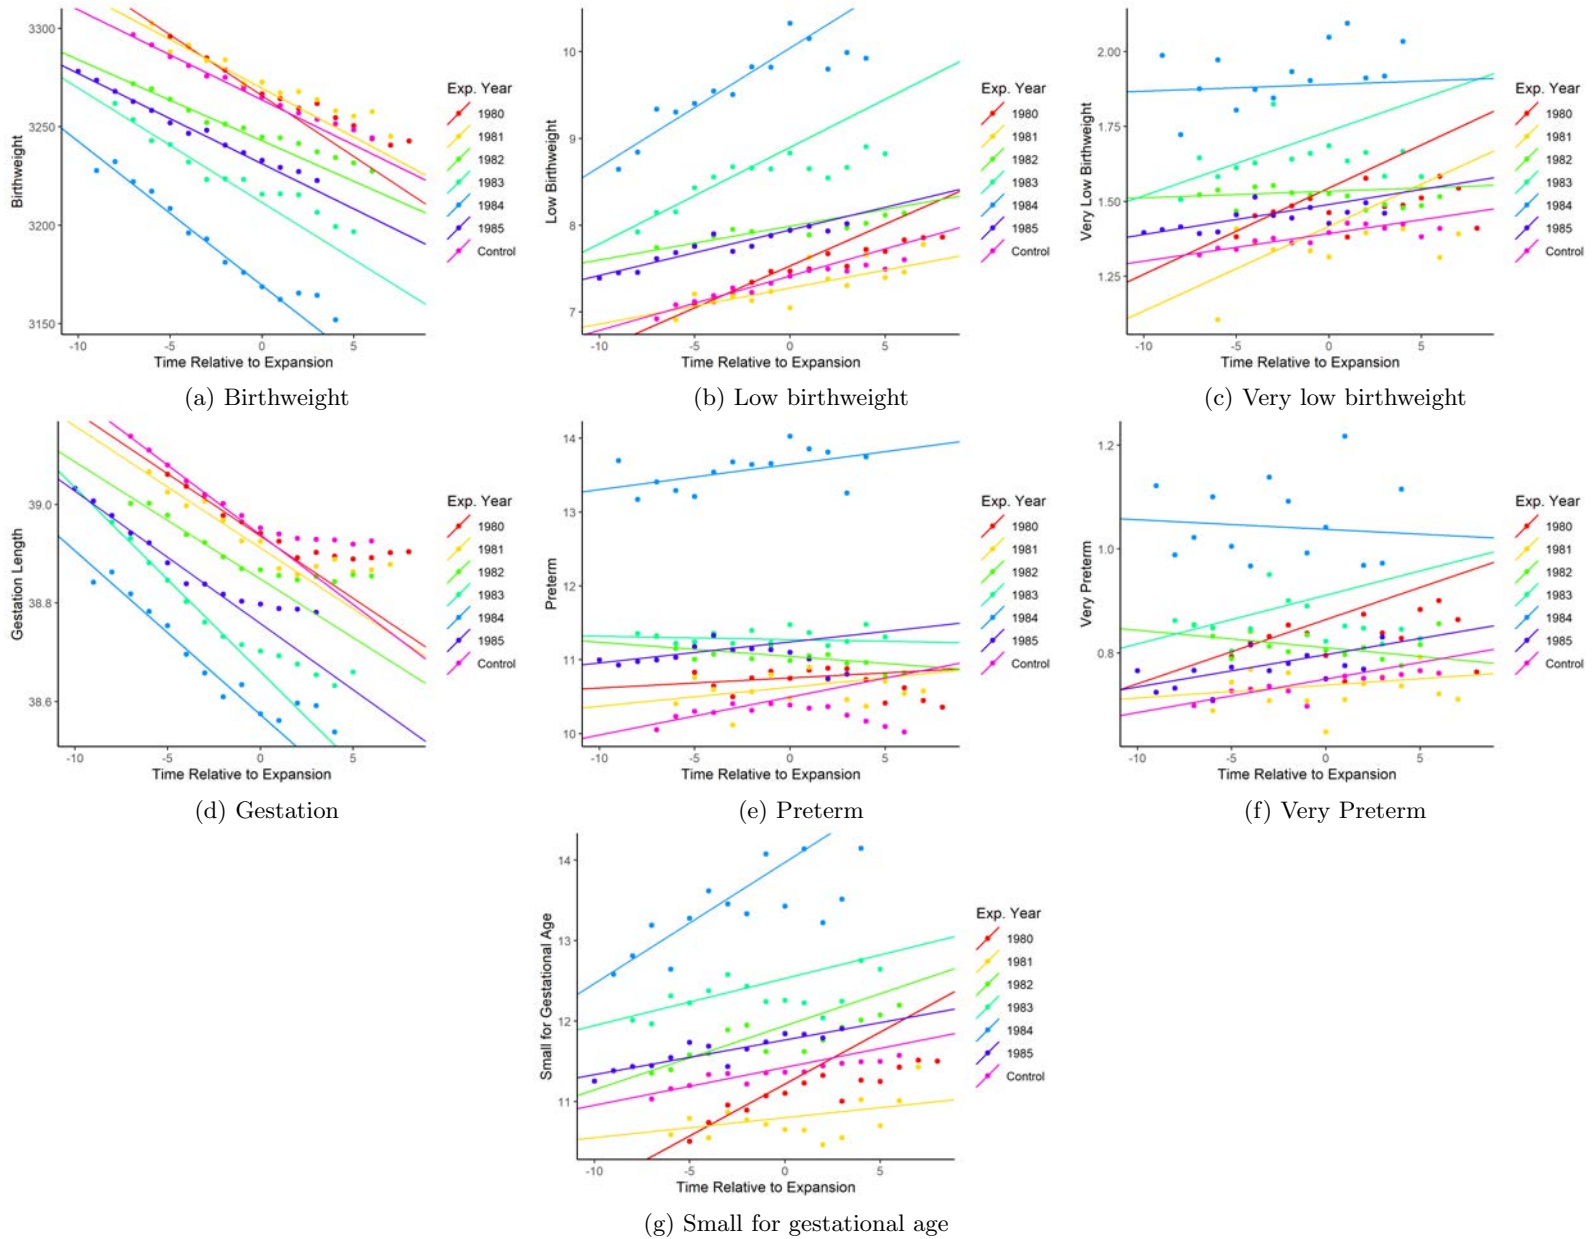 3300
3250
3200
3150
Birthweight
-10 -5 0 5
Time Relative to Expansion
Exp. Year
1980
1981
1982
1983
1984
1985
Control
(a) Birthweight
10
9
8
7
Low Birthweight
-10 -5 0 5
Time Relative to Expansion
Exp. Year
1980
1981
1982
1983
1984
1985
Control
(b) Low birthweight
2.00
1.75
1.50
1.25
Very Low Birthweight
-10 -5 0 5
Time Relative to Expansion
Exp. Year
1980
1981
1982
1983
1984
1985
Control
(c) Very low birthweight
39.0
38.8
38.6
Gestation Length
-10 -5 0 5
Time Relative to Expansion
Exp. Year
1980
1981
1982
1983
1984
1985
Control
(d) Gestation
14
13
12
11
10
Preterm
-10 -5 0 5
Time Relative to Expansion
Exp. Year
1980
1981
1982
1983
1984
1985
Control
(e) Preterm
1.2
1.0
0.8
Very Preterm
-10 -5 0 5
Time Relative to Expansion
Exp. Year
1980
1981
1982
1983
1984
1985
Control
(f) Very Preterm
14
13
12
11
Small for Gestational Age
-10 -5 0 5
Time Relative to Expansion
Exp. Year
1980
1981
1982
1983
1984
1985
Control
(g) Small for gestational age